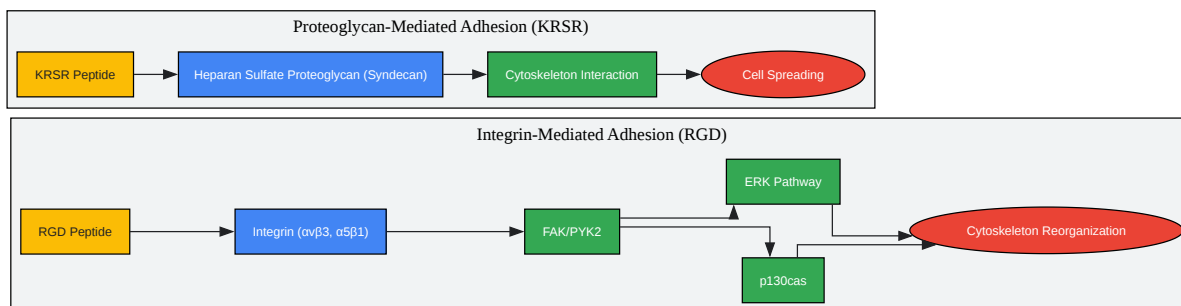 Proteoglycan-Mediated Adhesion (KRSR)
KRSR Peptide
Heparan Sulfate Proteoglycan (Syndecan)
Cytoskeleton Interaction
Cell Spreading
Integrin-Mediated Adhesion (RGD)
ERK Pathway
RGD Peptide
Integrin (αvβ3, α5β1)
FAK/PYK2
Cytoskeleton Reorganization
p130cas